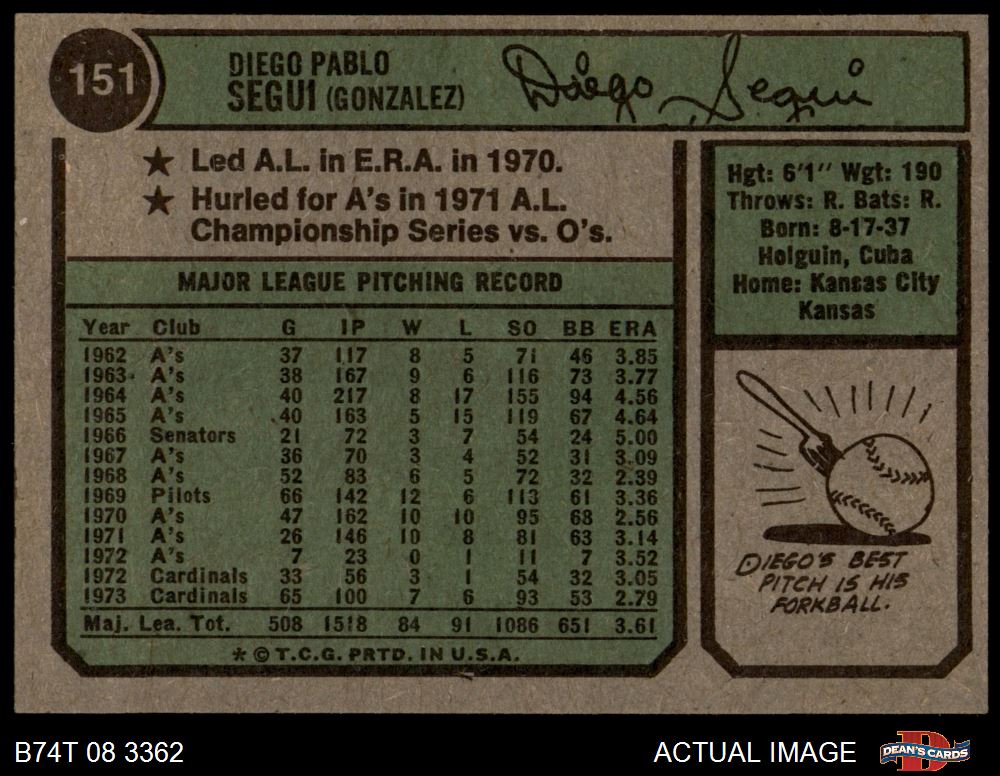 151
DIEGO PABLO
SEGUI (GONZALEZ)
Diego Segui
★ Led A.L. in E.R.A. in 1970.
★ Hurled for A's in 1971 A.L.
Championship Series vs. O's.
MAJOR LEAGUE PITCHING RECORD
Year Club G IP W L SO BB ERA
1962 A's 37 117 8 5 71 46 3.85
1963 A's 38 167 9 6 116 73 3.77
1964 A's 40 217 8 17 155 94 4.56
1965 A's 40 163 5 15 119 67 4.64
1966 Senators 21 72 3 7 54 24 5.00
1967 A's 36 70 3 4 52 31 3.09
1968 A's 52 83 6 5 72 32 2.39
1969 Pilots 66 142 12 6 113 61 3.36
1970 A's 47 162 10 10 95 68 2.56
1971 A's 26 146 10 8 81 63 3.14
1972 A's 7 23 0 1 11 7 3.52
1972 Cardinals 33 56 3 1 54 32 3.05
1973 Cardinals 65 100 7 6 93 53 2.79
Maj. Lea. Tot. 508 1518 84 91 1086 651 3.61
* © T.C.G. PRTD. IN U.S.A.
Hgt: 6'1" Wgt: 190
Throws: R. Bats: R.
Born: 8-17-37
Holguin, Cuba
Home: Kansas City
Kansas
DIEGO'S BEST
PITCH IS HIS
FORKBALL.
B74T 08 3362
ACTUAL IMAGE
D
DEAN'S CARDS